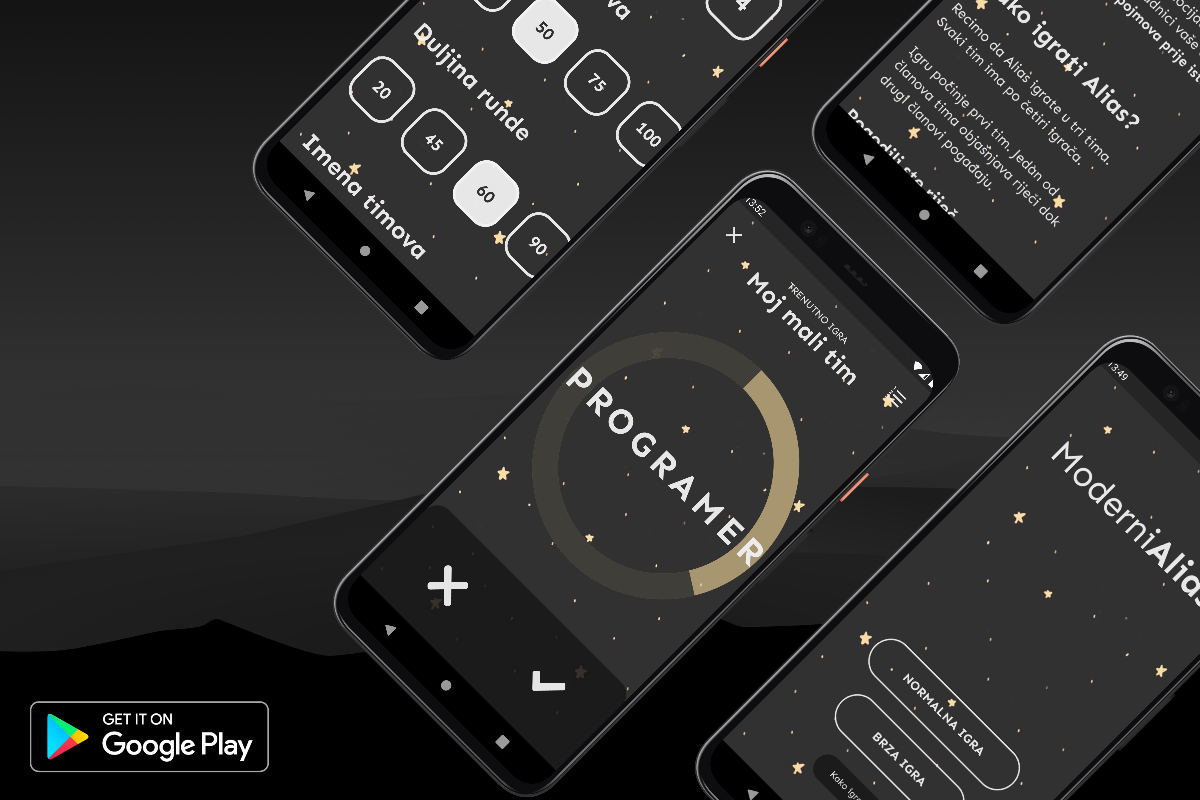 50
75
100
4
Duljina runde
20
45
60
90
Imena timova
ako igrati Alias?
Recimo da Alias igrate u tri tima.
Svaki tim ima po četiri igrača.
Igru počinje prvi tim. Jedan od
članova tima objašnjava riječi dok
drugi članovi pogađaju.
Pogodili ste riječ
pojmova prije
13:52
TRENUTNO IGRA
Moj mali tim
PROGRAMER
13:49
ModerniAlias
NORMALNA IGRA
BRZA IGRA
Kako igra
GET IT ON
Google Play